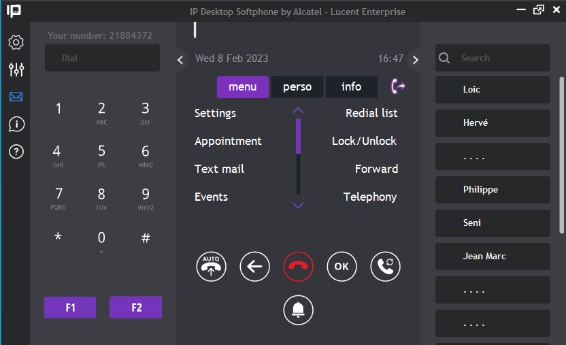 IP Desktop Softphone by Alcatel - Lucent Enterprise
Your number: 21884372
Dial
1
2
ABC
3
DEF
4
GHI
5
JKL
6
MNO
7
PQRS
8
TUV
9
WXYZ
*
0
+
#
F1
F2
Wed 8 Feb 2023
16:47
menu
perso
info
Settings
Redial list
Appointment
Lock/Unlock
Text mail
Forward
Events
Telephony
AUTO
OK
Search
Loic
Hervé
. . . .
Philippe
Seni
Jean Marc
. . . .
. . . .